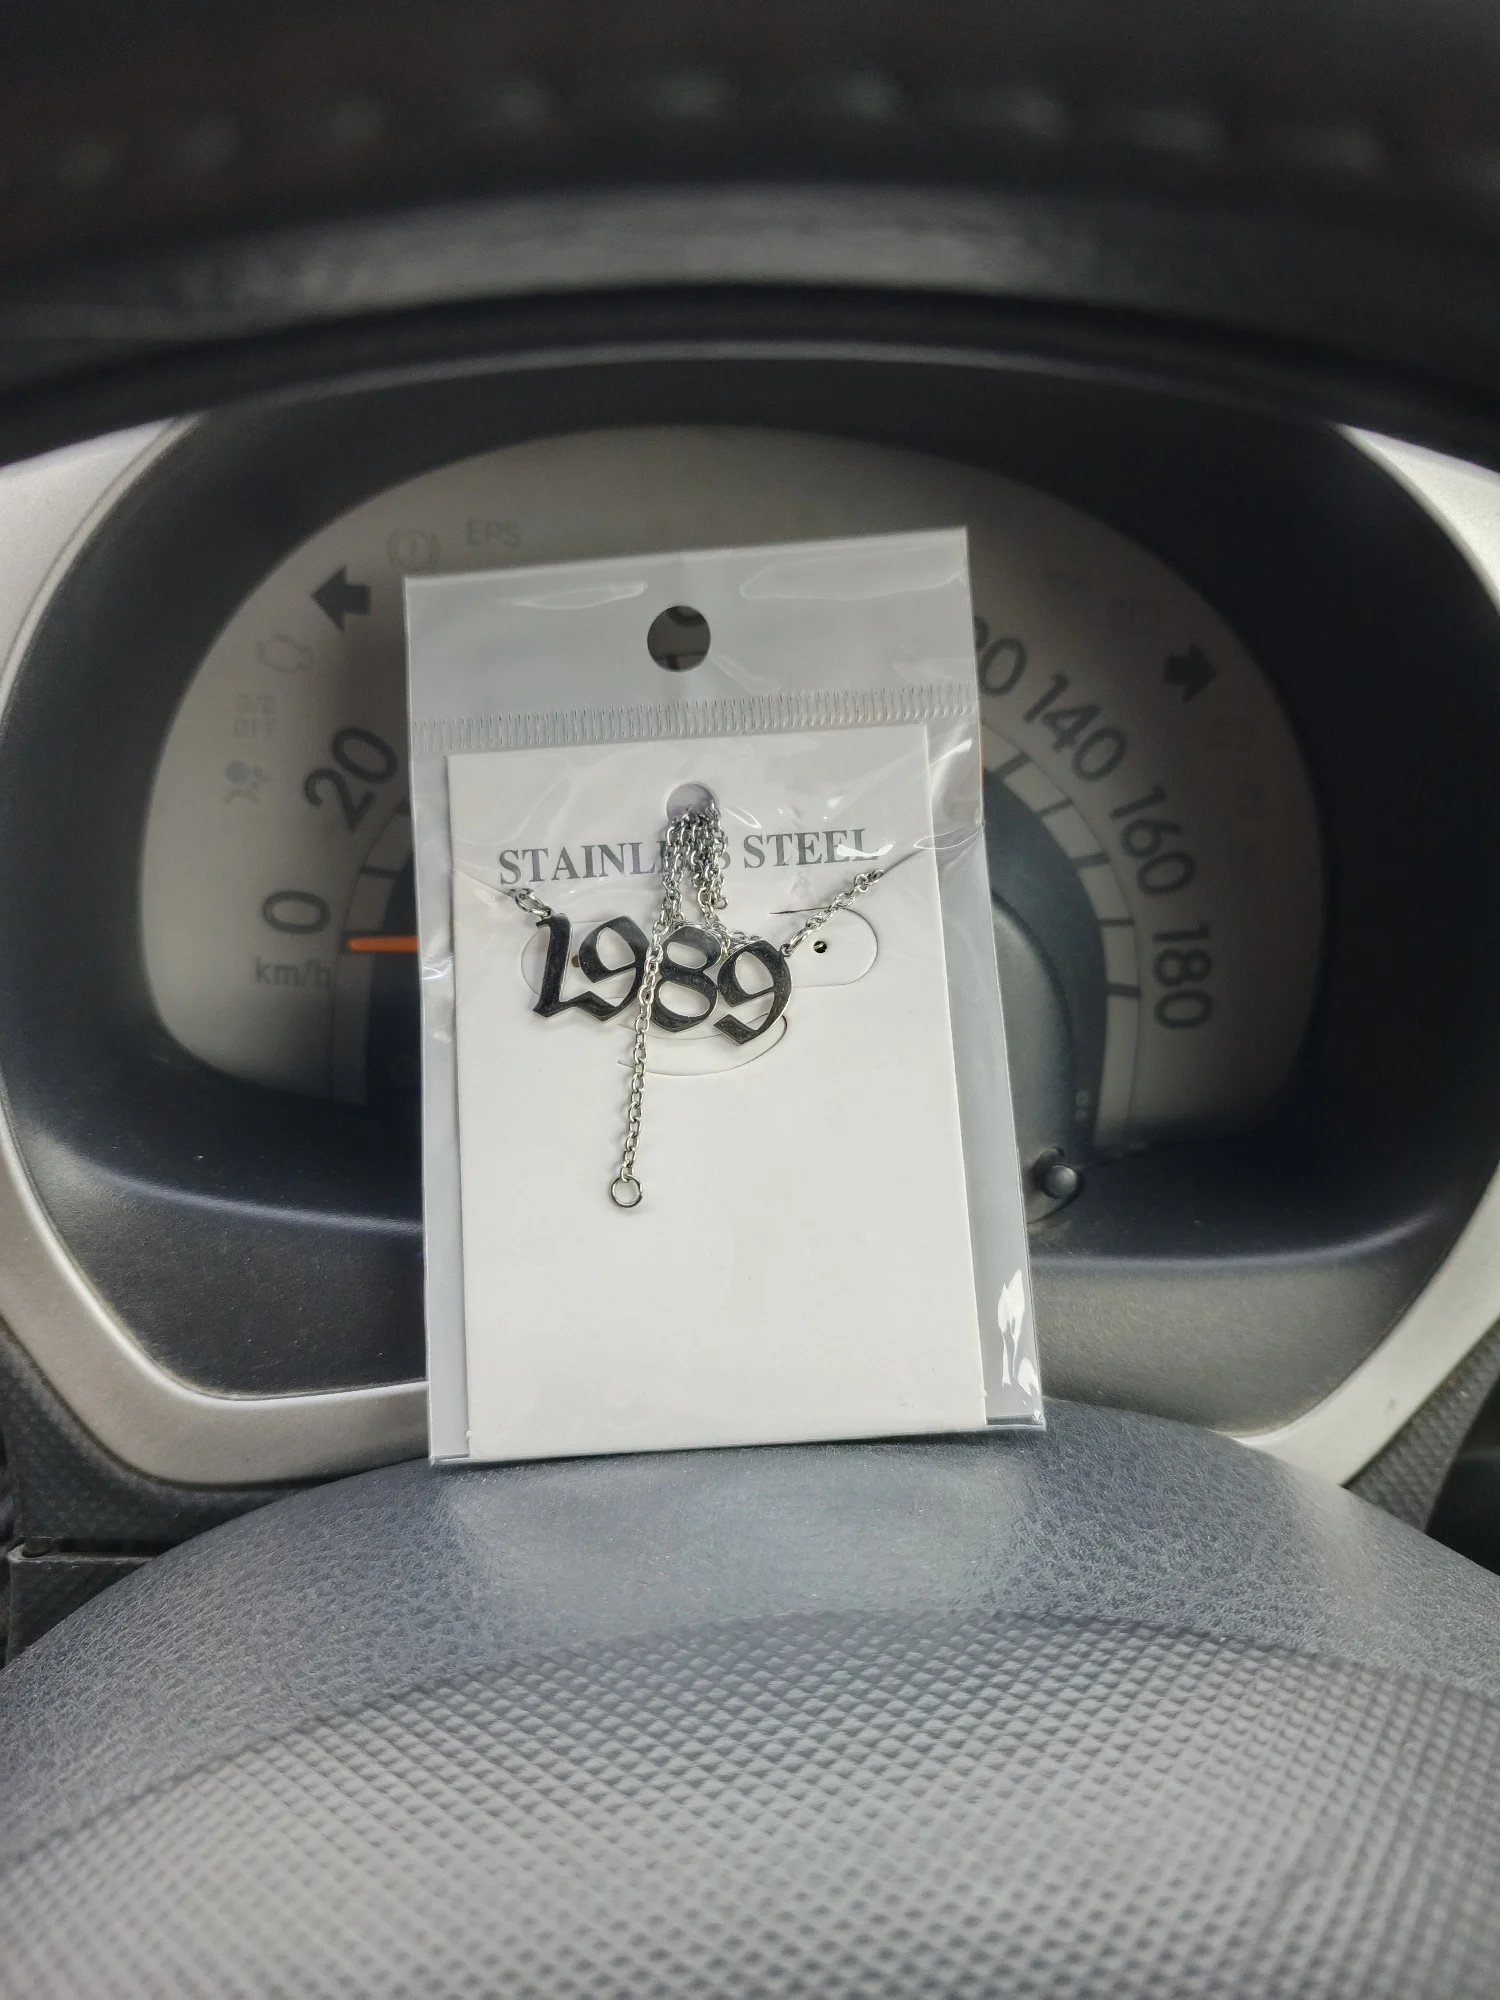 EPS
OFF
20
140
160
180
0
km/h
STAINLESS STEEL
1989